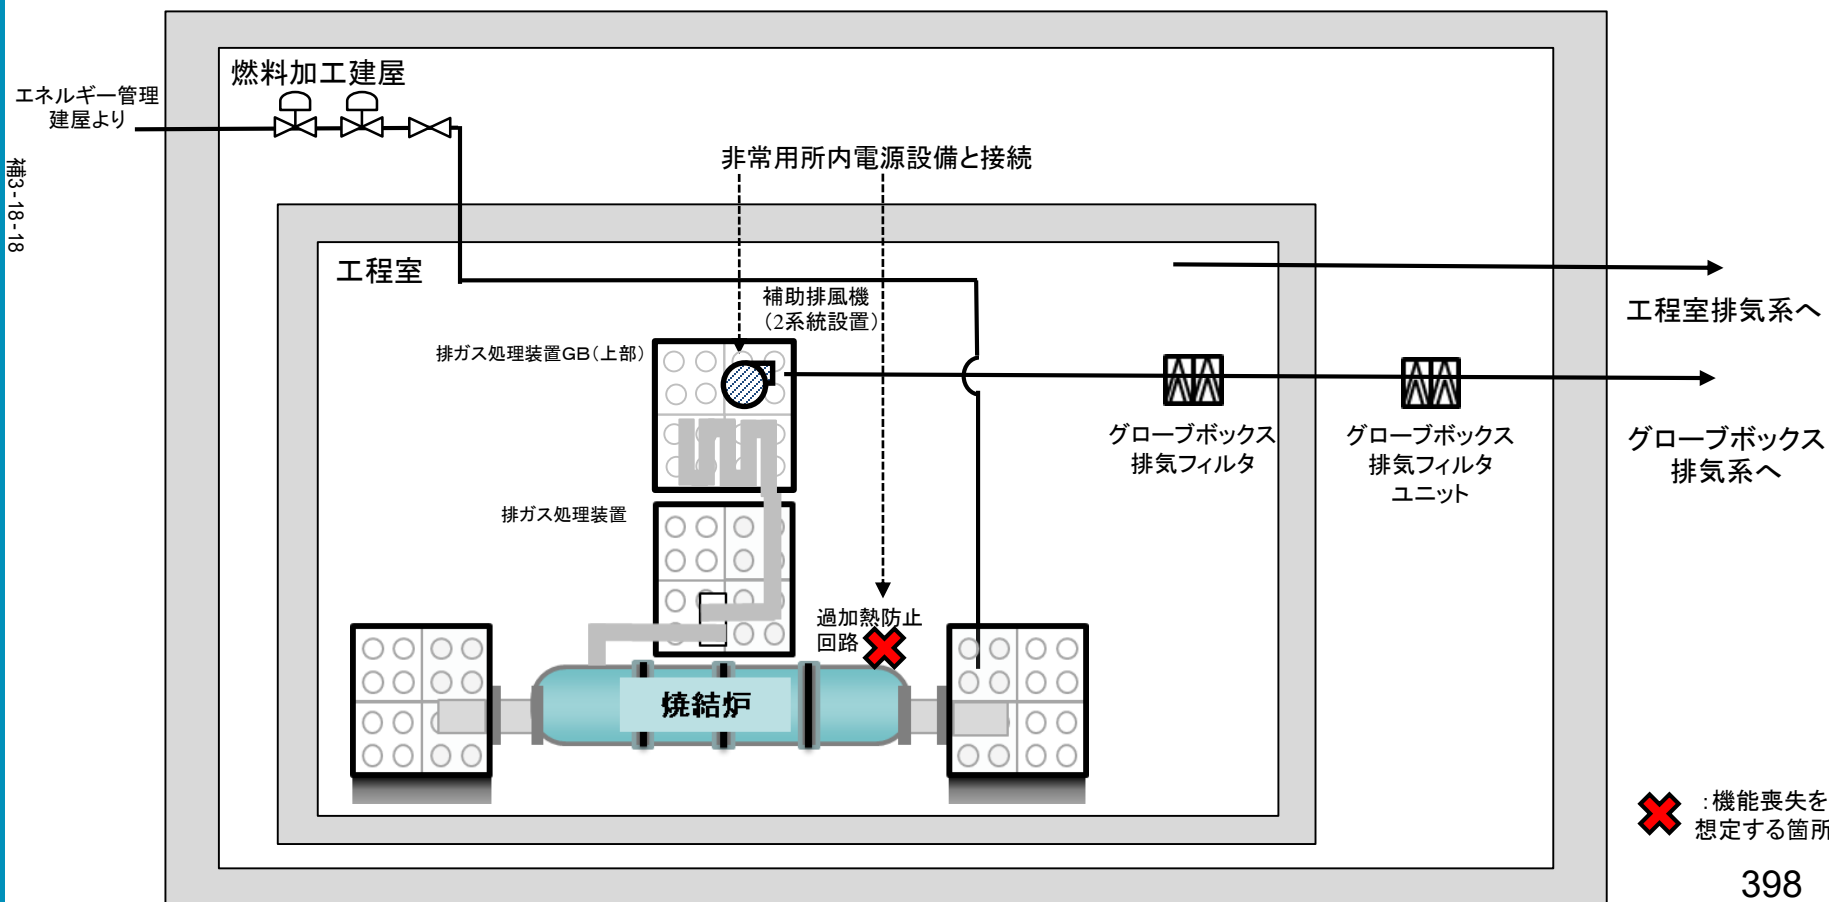 燃料加工建屋
エネルギー管理
建屋より
補3-18-18
非常用所内電源設備と接続
工程室
補助排風機
（2系統設置）
工程室排気系へ
排ガス処理装置GB（上部）
グローブボックス
排気フィルタ
グローブボックス
排気フィルタ
ユニット
グローブボックス
排気系へ
排ガス処理装置
過加熱防止
回路
焼結炉
：機能喪失を
想定する箇所
398